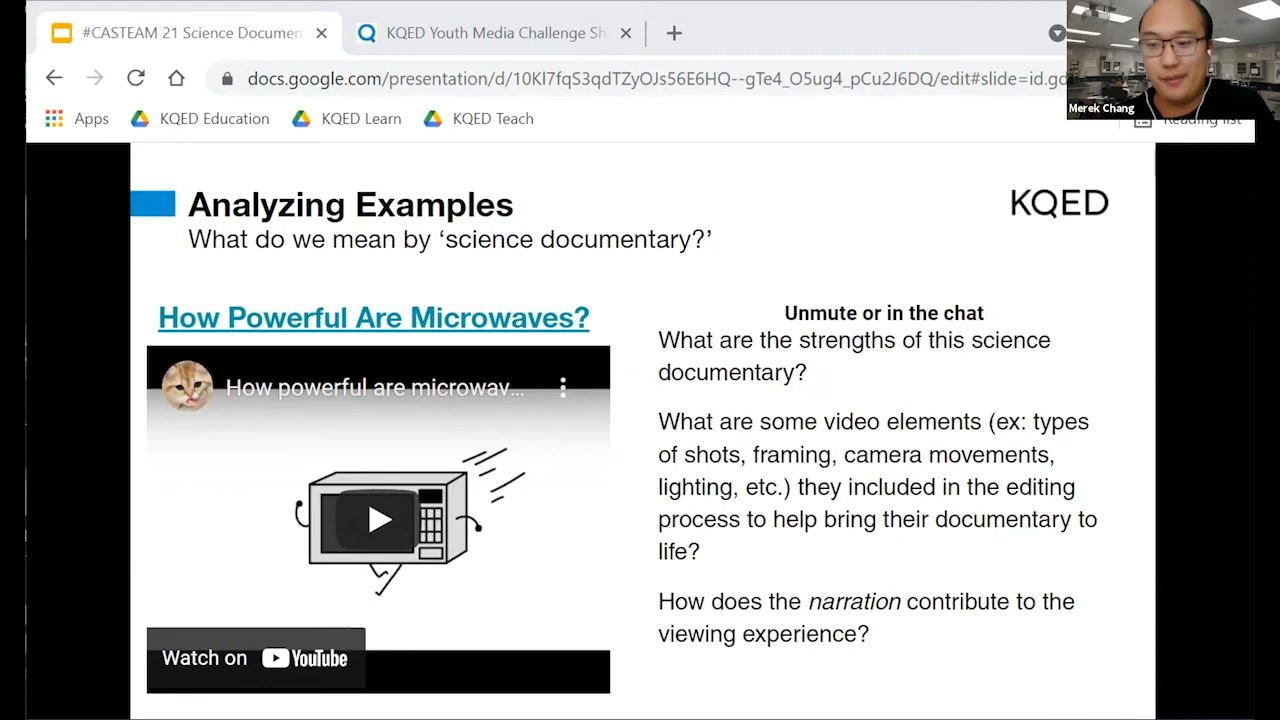 #CASTEAM 21 Science Documen
KQED Youth Media Challenge Sh
docs.google.com/presentation/d/10Kl7fqS3qdTZyOJs56E6HQ--gTe4_O5ug4_pCu2J6DQ/edit#slide=id.gd
Merek Chang
Apps
KQED Education
KQED Learn
KQED Teach
Reading list
Analyzing Examples
KQED
What do we mean by ‘science documentary?’
How Powerful Are Microwaves?
How powerful are microwav...
Watch on YouTube
Unmute or in the chat
What are the strengths of this science
documentary?
What are some video elements (ex: types
of shots, framing, camera movements,
lighting, etc.) they included in the editing
process to help bring their documentary to
life?
How does the narration contribute to the
viewing experience?